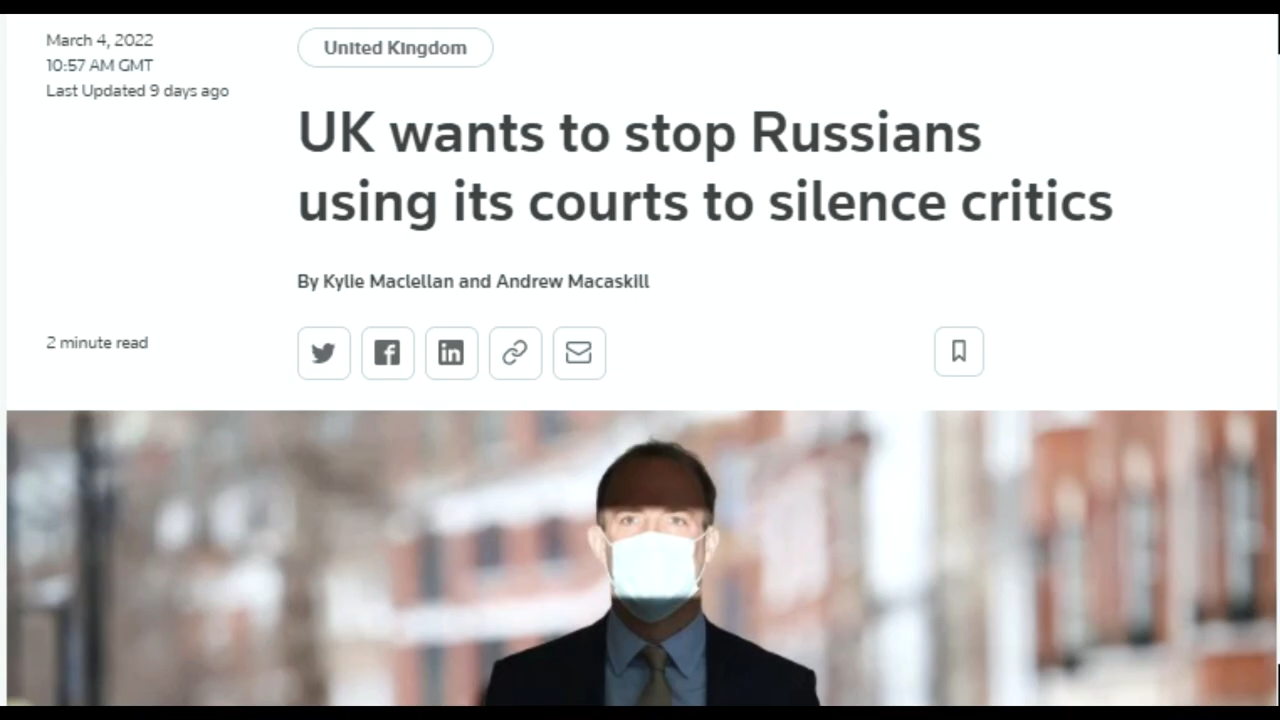 March 4, 2022
10:57 AM GMT
Last Updated 9 days ago
United Kingdom
UK wants to stop Russians
using its courts to silence critics
By Kylie Maclellan and Andrew Macaskill
2 minute read